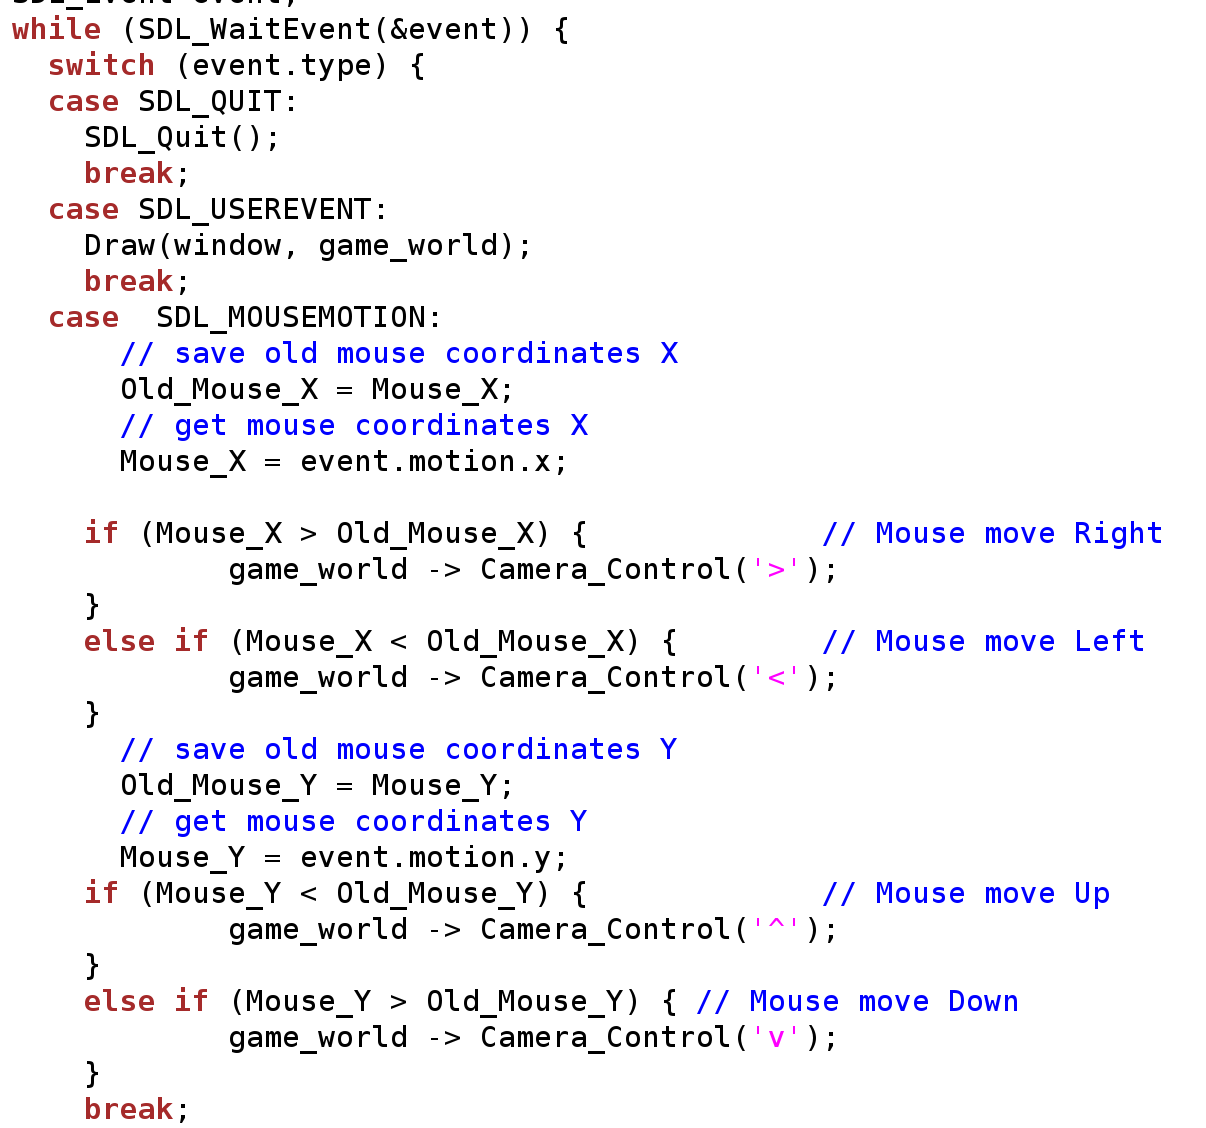 while (SDL_WaitEvent(&event)) {
  switch (event.type) {
  case SDL_QUIT:
    SDL_Quit();
    break;
  case SDL_USEREVENT:
    Draw(window, game_world);
    break;
  case  SDL_MOUSEMOTION:
      // save old mouse coordinates X
      Old_Mouse_X = Mouse_X;
      // get mouse coordinates X
      Mouse_X = event.motion.x;

    if (Mouse_X > Old_Mouse_X) {             // Mouse move Right
            game_world -> Camera_Control('>');
    }
    else if (Mouse_X < Old_Mouse_X) {        // Mouse move Left
            game_world -> Camera_Control('<');
    }
      // save old mouse coordinates Y
      Old_Mouse_Y = Mouse_Y;
      // get mouse coordinates Y
      Mouse_Y = event.motion.y;
    if (Mouse_Y < Old_Mouse_Y) {             // Mouse move Up
            game_world -> Camera_Control('^');
    }
    else if (Mouse_Y > Old_Mouse_Y) { // Mouse move Down
            game_world -> Camera_Control('v');
    }
    break;